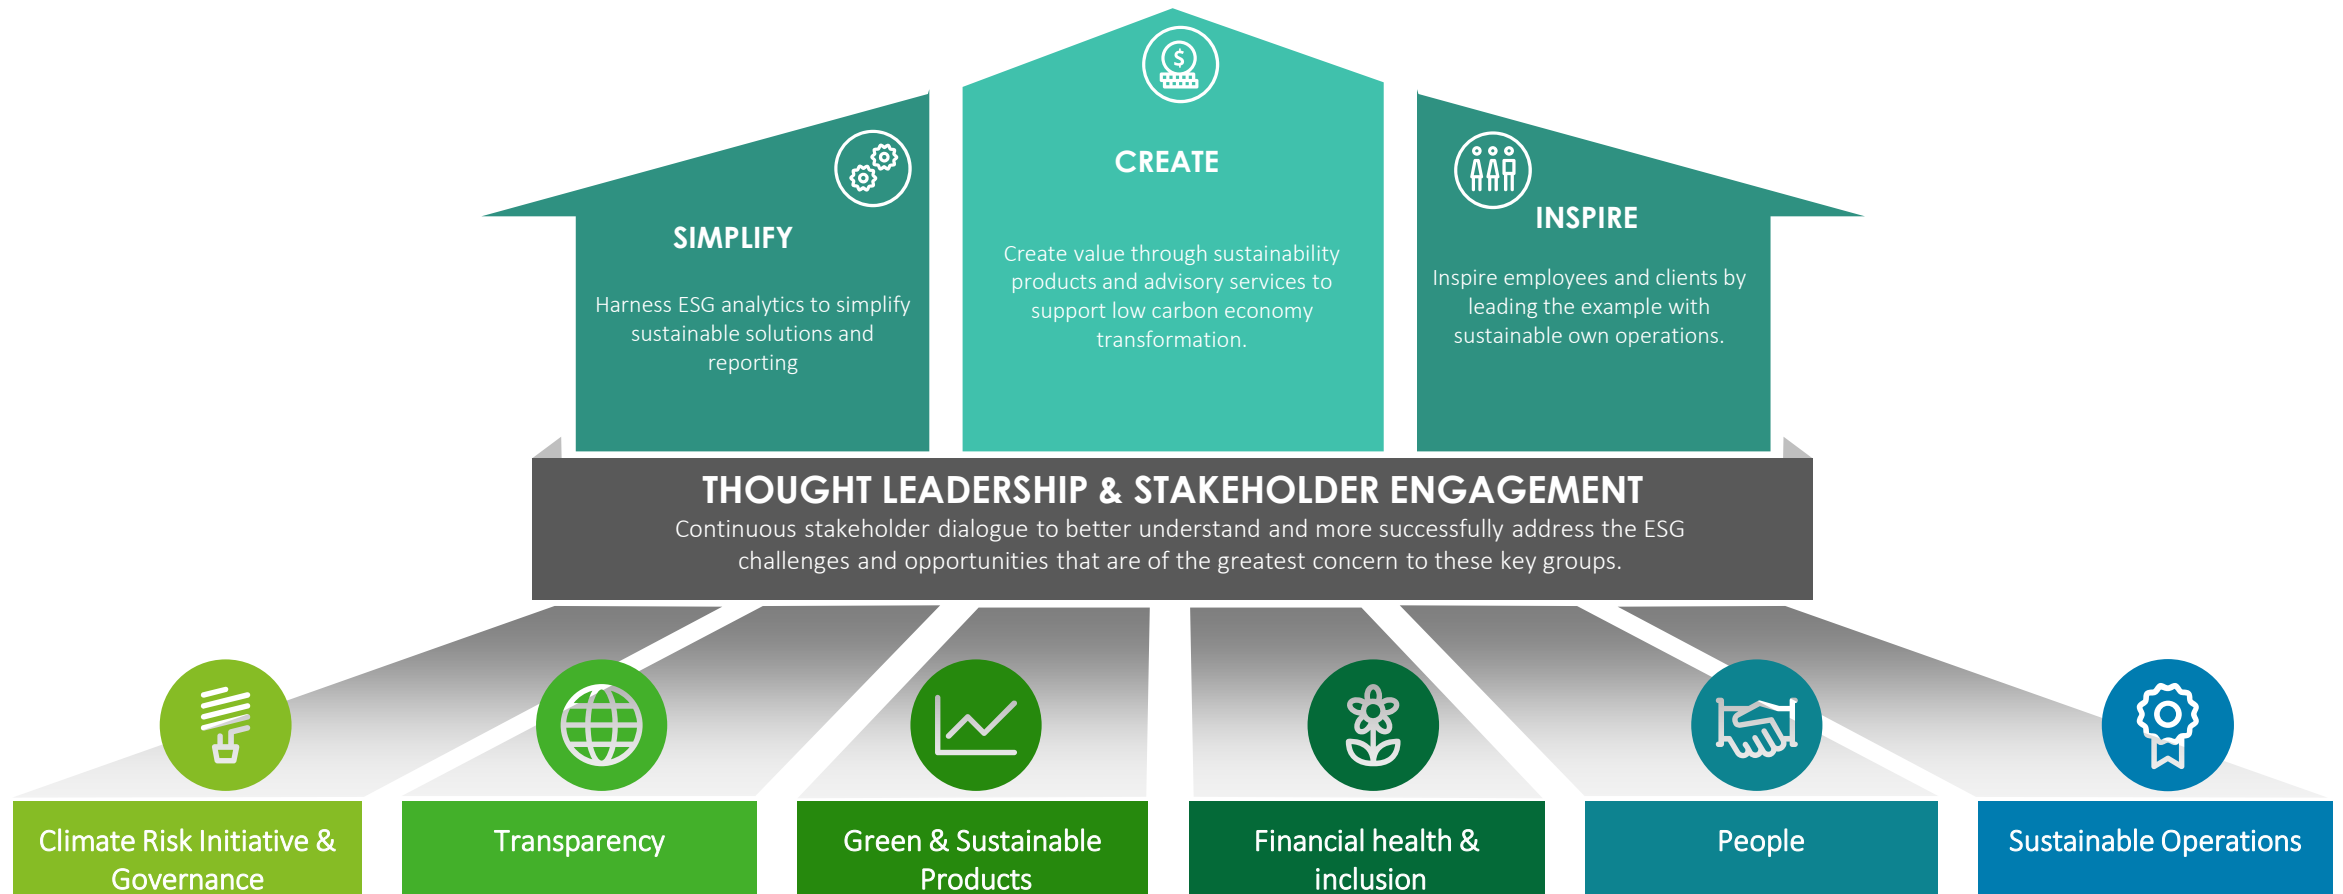 CREATE
Create value through sustainability
products and advisory services to
support low carbon economy
transformation.
SIMPLIFY
Harness ESG analytics to simplify
sustainable solutions and
reporting
INSPIRE
Inspire employees and clients by
leading the example with
sustainable own operations.
THOUGHT LEADERSHIP & STAKEHOLDER ENGAGEMENT
Continuous stakeholder dialogue to better understand and more successfully address the ESG
challenges and opportunities that are of the greatest concern to these key groups.
Climate Risk Initiative &
Governance
Transparency
Green & Sustainable
Products
Financial health &
inclusion
People
Sustainable Operations